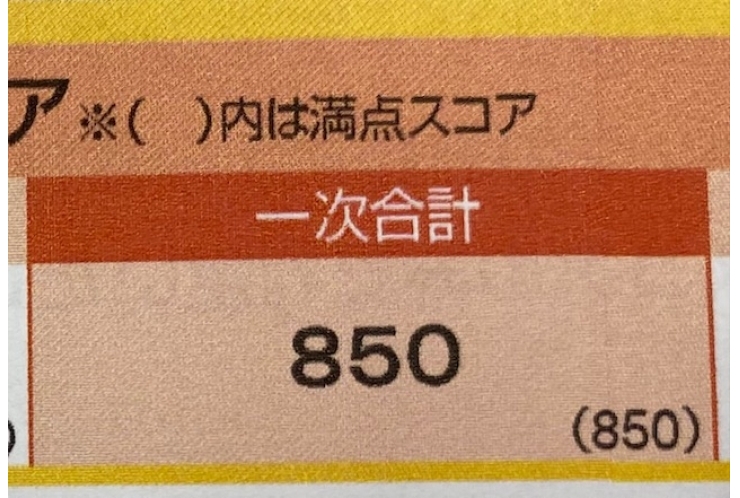 ア ※( )内は満点スコア
一次合計
850
(850)